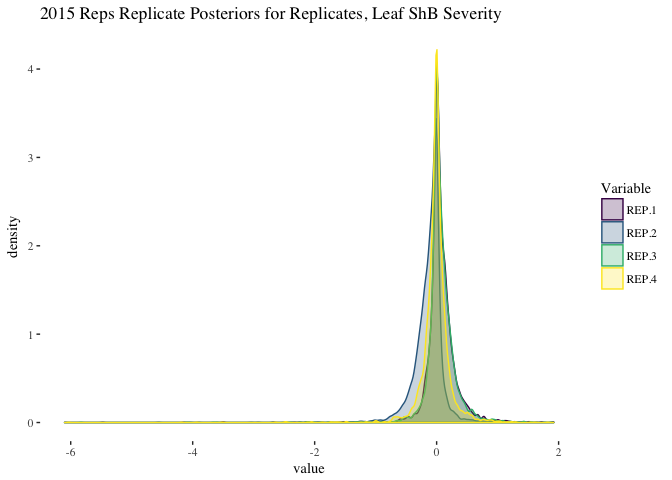 2015 Reps Replicate Posteriors for Replicates, Leaf ShB Severity
4
3
2
1
0
density
-6
-4
-2
0
2
value
Variable
REP.1
REP.2
REP.3
REP.4